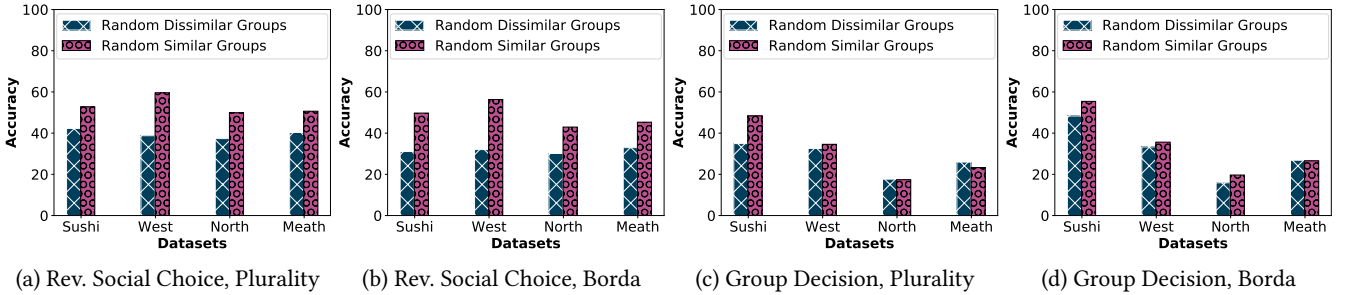 100
80
60
40
20
0
Accuracy
Random Dissimilar Groups
Random Similar Groups
Sushi West North Meath
Datasets
(a) Rev. Social Choice, Plurality
100
80
60
40
20
0
Accuracy
Random Dissimilar Groups
Random Similar Groups
Sushi West North Meath
Datasets
(b) Rev. Social Choice, Borda
100
80
60
40
20
0
Accuracy
Random Dissimilar Groups
Random Similar Groups
Sushi West North Meath
Datasets
(c) Group Decision, Plurality
100
80
60
40
20
0
Accuracy
Random Dissimilar Groups
Random Similar Groups
Sushi West North Meath
Datasets
(d) Group Decision, Borda